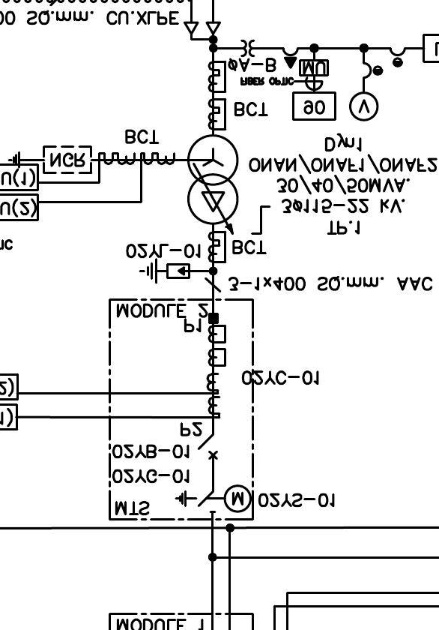 MODULE 1
MTS
M
02YS-01
02YG-01
02YB-01
P2
1)
2)
02YC-01
P1
MODULE 2
3-1x400 SQ.mm. AAC
02YL-01
BCT
TP.1
3ø115-22 kV.
30/40/50MVA.
ONAN/ONAF1/ONAF2
Dyn1
U(2)
U(1)
NGR
BCT
BCT
90
V
FIBER OPTIC
MU
øA-B
00 SQ.mm. CU.XLPE